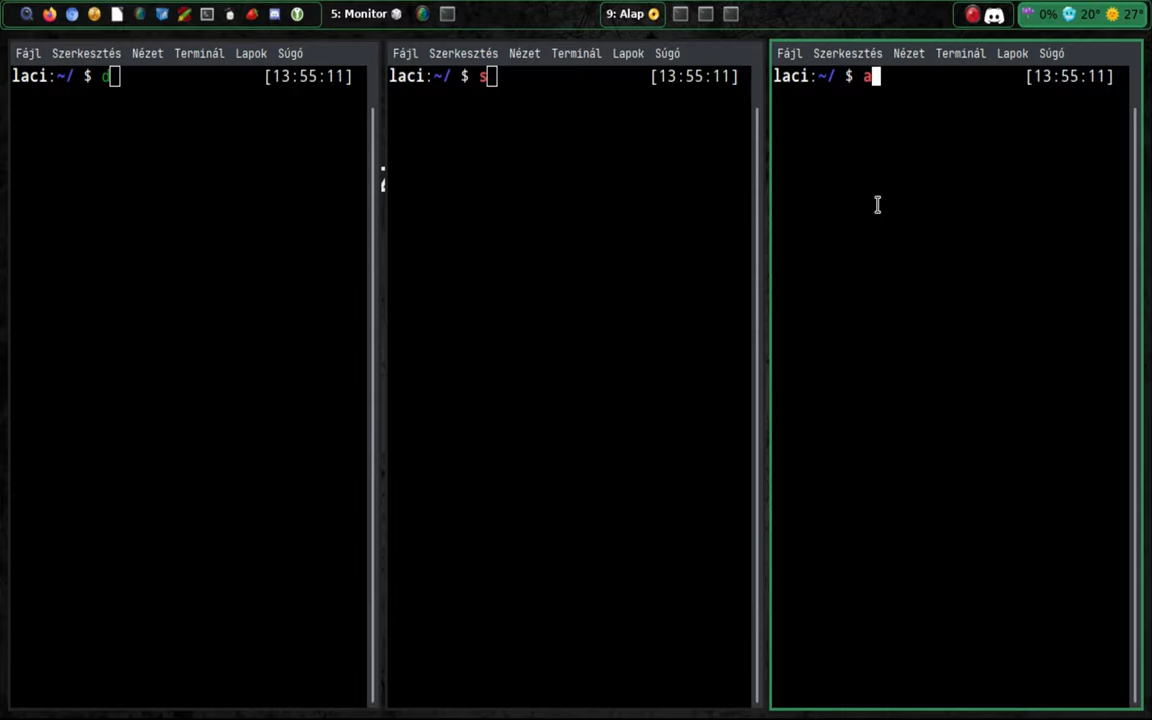 5: Monitor
9: Alap
0% 20° 27°
Fájl Szerkesztés Nézet Terminál Lapok Súgó
laci:~/ $ d [13:55:11]
Fájl Szerkesztés Nézet Terminál Lapok Súgó
laci:~/ $ s [13:55:11]
Fájl Szerkesztés Nézet Terminál Lapok Súgó
laci:~/ $ a [13:55:11]